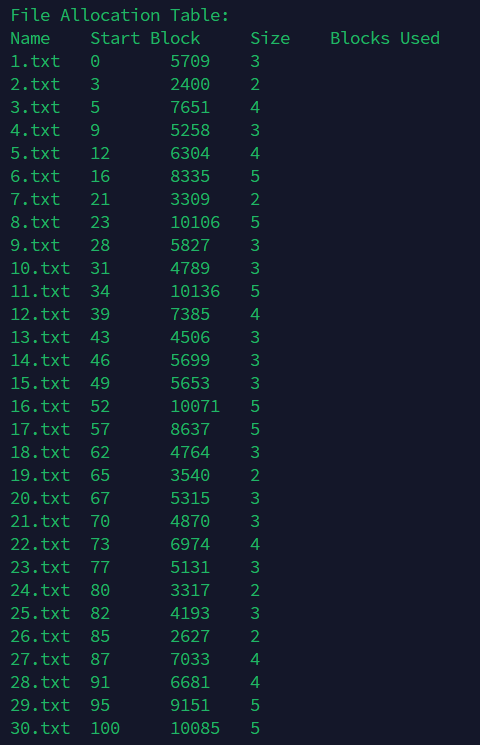 File Allocation Table:
Name    Start Block     Size    Blocks Used
1.txt   0       5709    3
2.txt   3       2400    2
3.txt   5       7651    4
4.txt   9       5258    3
5.txt   12      6304    4
6.txt   16      8335    5
7.txt   21      3309    2
8.txt   23      10106   5
9.txt   28      5827    3
10.txt  31      4789    3
11.txt  34      10136   5
12.txt  39      7385    4
13.txt  43      4506    3
14.txt  46      5699    3
15.txt  49      5653    3
16.txt  52      10071   5
17.txt  57      8637    5
18.txt  62      4764    3
19.txt  65      3540    2
20.txt  67      5315    3
21.txt  70      4870    3
22.txt  73      6974    4
23.txt  77      5131    3
24.txt  80      3317    2
25.txt  82      4193    3
26.txt  85      2627    2
27.txt  87      7033    4
28.txt  91      6681    4
29.txt  95      9151    5
30.txt  100     10085   5